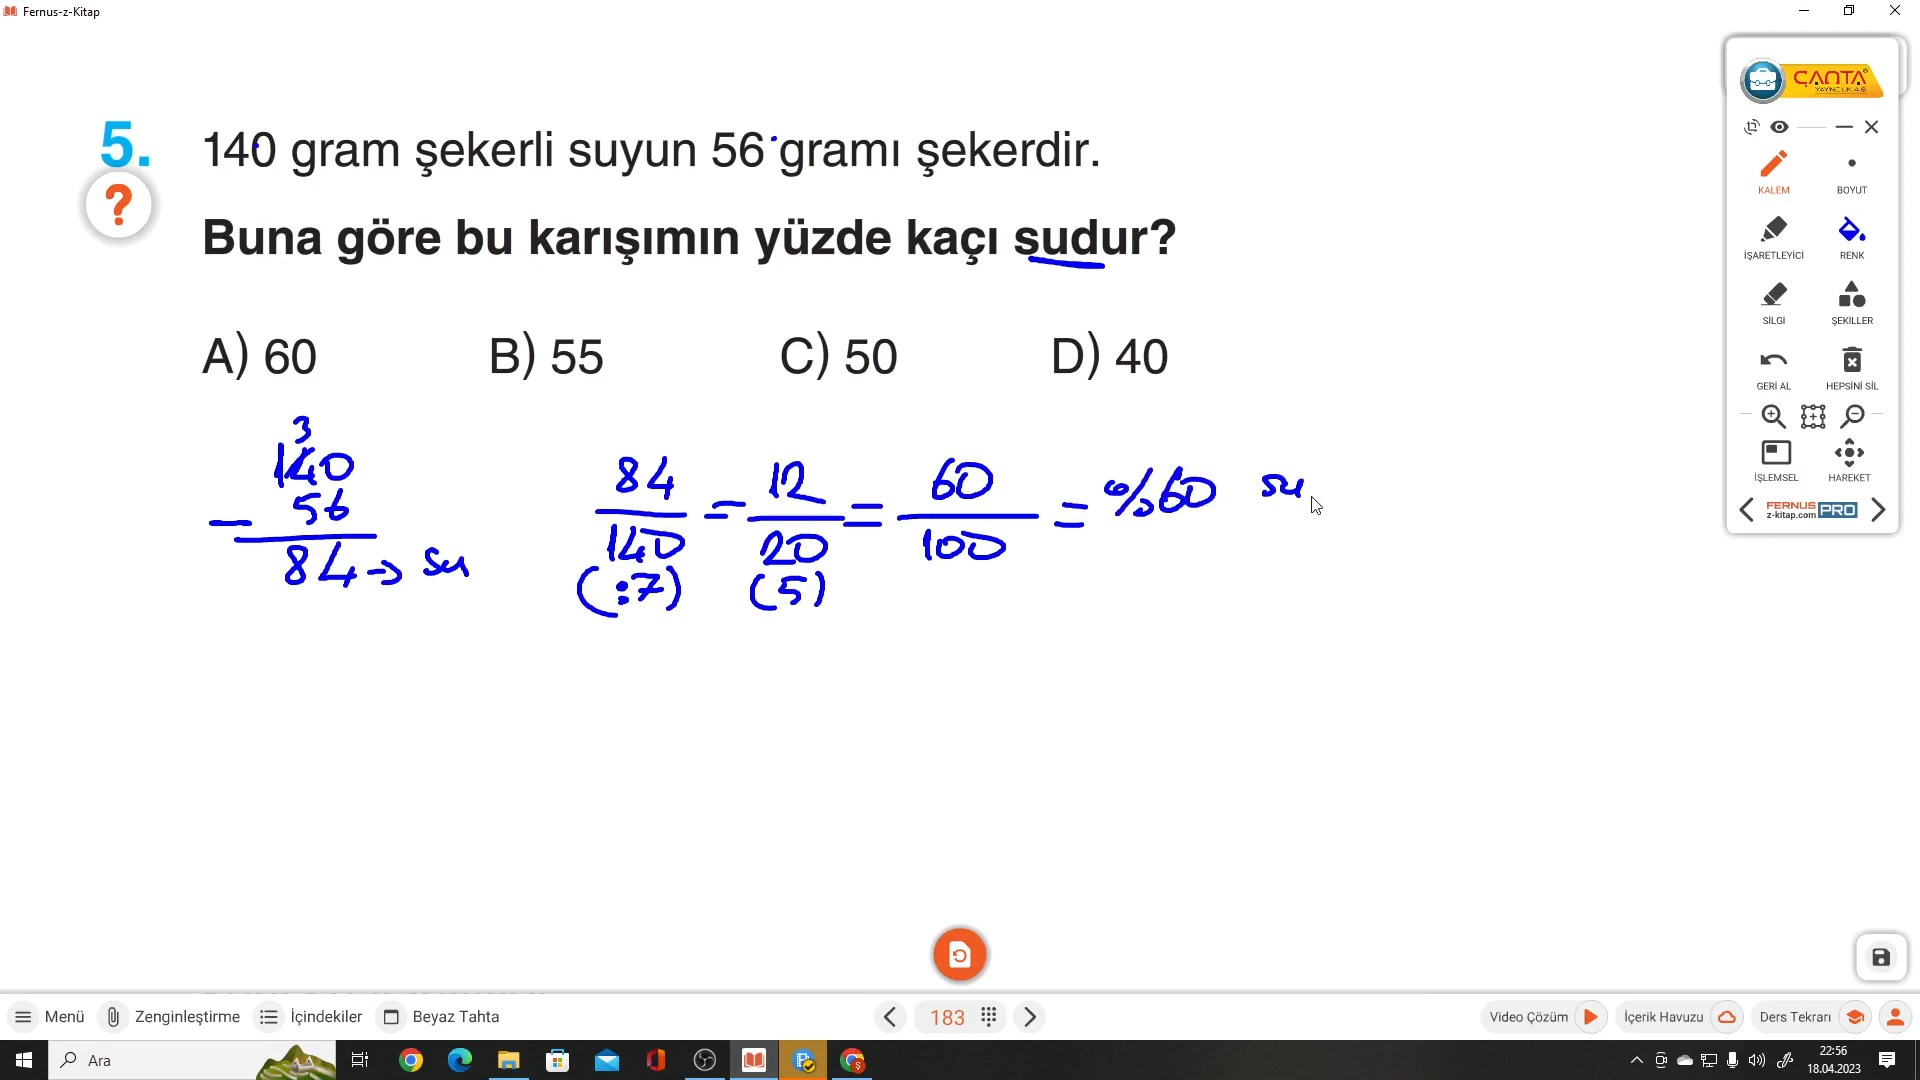 Fernus-z-Kitap
5. 140 gram şekerli suyun 56 gramı şekerdir.
?
Buna göre bu karışımın yüzde kaçı sudur?
A) 60 B) 55 C) 50 D) 40
3
140
- 56
84 → su
84/140 = 12/20 = 60/100 = %60 su
(:7) (5)
ÇANTA
YAYINCILIK A.Ş.
KALEM BOYUT
İŞARETLEYİCİ RENK
SİLGİ ŞEKİLLER
GERİ AL HEPSİNİ SİL
İŞLEMSEL HAREKET
FERNUS
z-kitap.com PRO
Menü Zenginleştirme İçindekiler Beyaz Tahta 183 Video Çözüm İçerik Havuzu Ders Tekrarı
Ara
22:56
18.04.2023